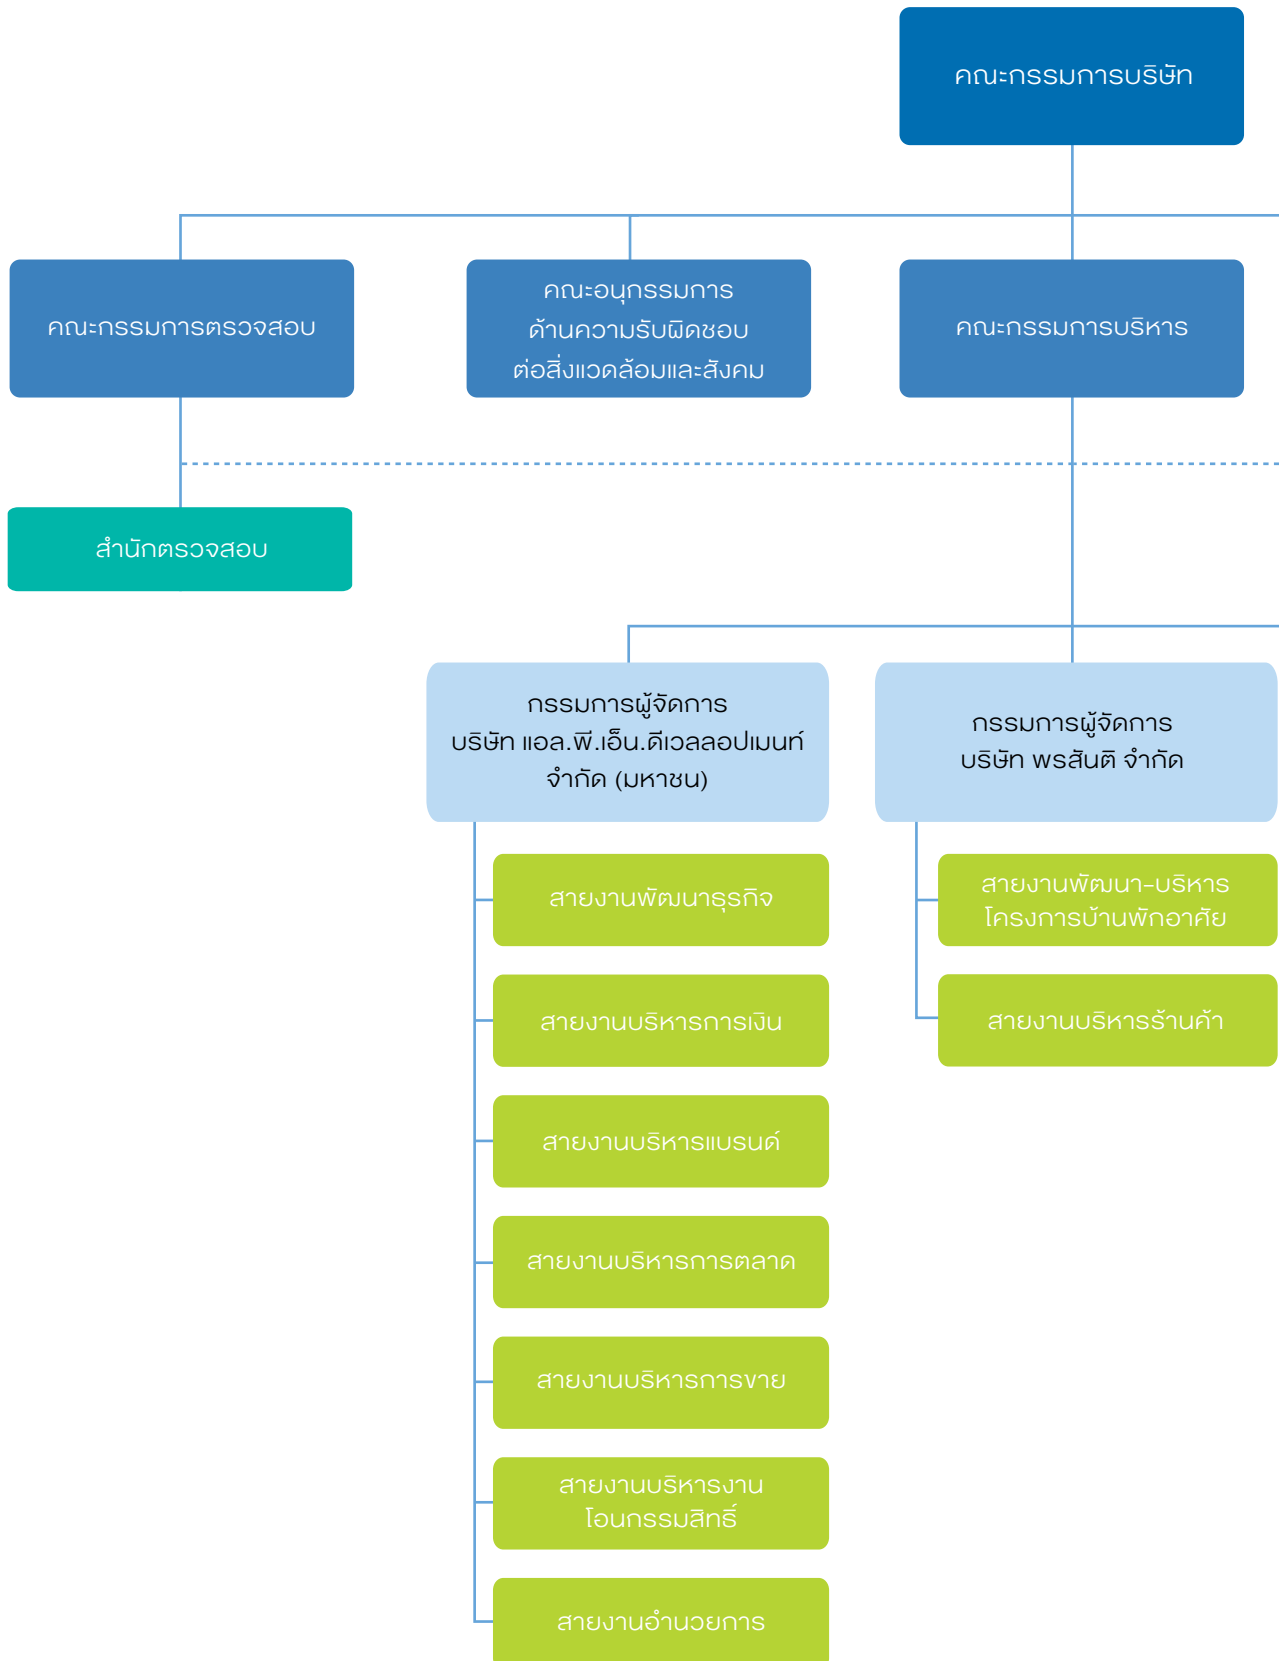 คณะกรรมการบริษัท
คณะกรรมการตรวจสอบ
คณะอนุกรรมการ
ด้านความรับผิดชอบ
ต่อสิ่งแวดล้อมและสังคม
คณะกรรมการบริหาร
สำนักตรวจสอบ
กรรมการผู้จัดการ
บริษัท แอล.พี.เอ็น.ดีเวลลอปเมนท์
จำกัด (มหาชน)
กรรมการผู้จัดการ
บริษัท พรสันติ จำกัด
สายงานพัฒนาธุรกิจ
สายงานบริหารการเงิน
สายงานบริหารแบรนด์
สายงานบริหารการตลาด
สายงานบริหารการขาย
สายงานบริหารงาน
โอนกรรมสิทธิ์
สายงานอำนวยการ
สายงานพัฒนา-บริหาร
โครงการบ้านพักอาศัย
สายงานบริหารร้านค้า